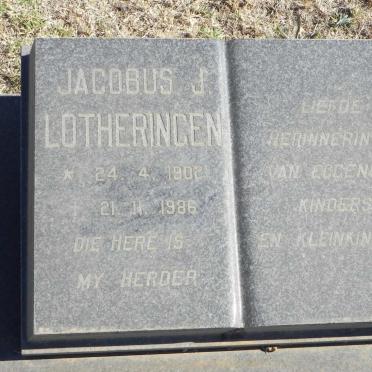 JACOBUS J
LOTHERINGEN
* 24. 4. 1902
† 21. 11. 1986
DIE HERE IS
MY HERDER
LIEFDE
HERINNERIN
VAN EGGEN
KINDERS
EN KLEINKIN